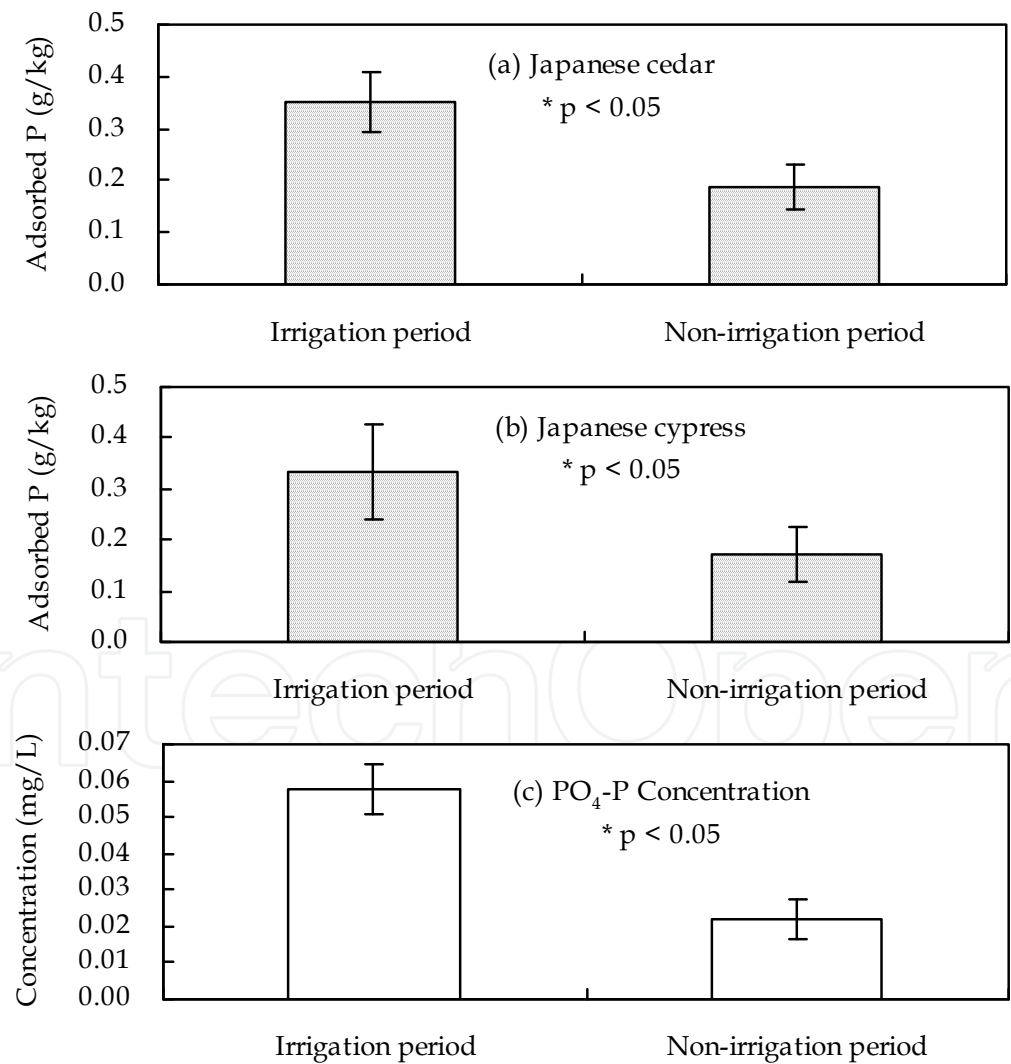 0.5
0.4
0.3
0.2
0.1
0.0
Adsorbed P (g/kg)
(a) Japanese cedar
* p < 0.05
Irrigation period
Non-irrigation period
0.5
0.4
0.3
0.2
0.1
0.0
Adsorbed P (g/kg)
(b) Japanese cypress
* p < 0.05
Irrigation period
Non-irrigation period
ntechOpen
0.07
0.06
0.05
0.04
0.03
0.02
0.01
0.00
Concentration (mg/L)
(c) PO₄-P Concentration
* p < 0.05
Irrigation period
Non-irrigation period